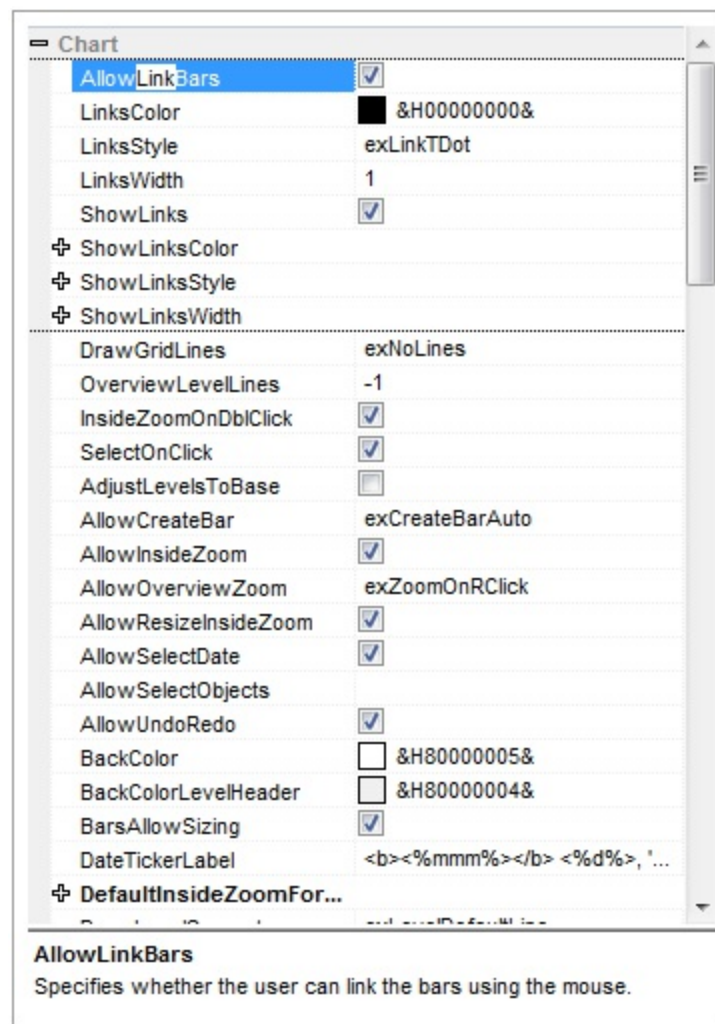 Chart
AllowLinkBars
LinksColor &H00000000&
LinksStyle exLinkTDot
LinksWidth 1
ShowLinks
ShowLinksColor
ShowLinksStyle
ShowLinksWidth
DrawGridLines exNoLines
OverviewLevelLines -1
InsideZoomOnDblClick
SelectOnClick
AdjustLevelsToBase
AllowCreateBar exCreateBarAuto
AllowInsideZoom
AllowOverviewZoom exZoomOnRClick
AllowResizeInsideZoom
AllowSelectDate
AllowSelectObjects
AllowUndoRedo
BackColor &H80000005&
BackColorLevelHeader &H80000004&
BarsAllowSizing
DateTickerLabel <b><%mmm%></b> <%d%>, '...
DefaultInsideZoomFor...
AllowLinkBars
Specifies whether the user can link the bars using the mouse.